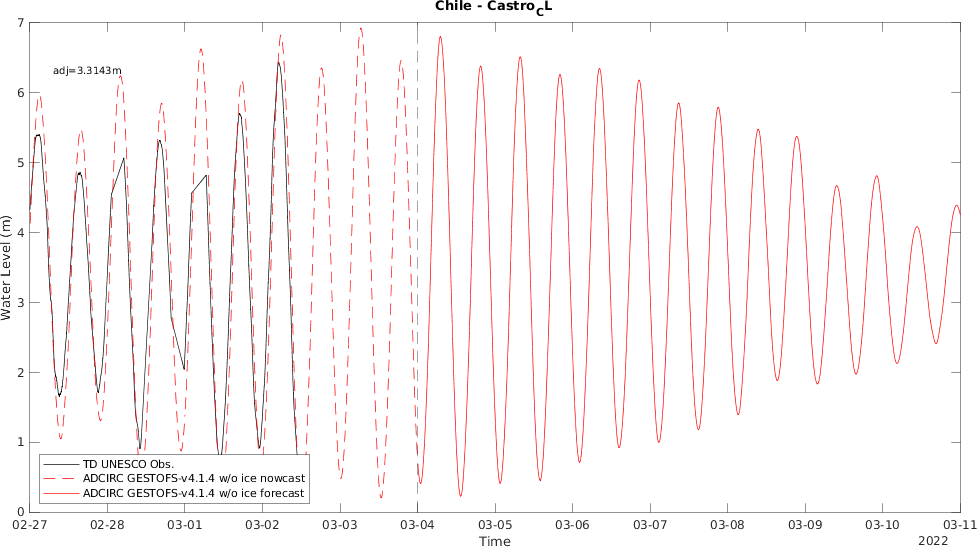 Chile - Castro_CL
7
adj=3.3143m
6
5
4
Water Level (m)
3
2
1
TD UNESCO Obs.
ADCIRC GESTOFS-v4.1.4 w/o ice nowcast
ADCIRC GESTOFS-v4.1.4 w/o ice forecast
0
02-27 02-28 03-01 03-02 03-03 03-04 03-05 03-06 03-07 03-08 03-09 03-10 03-11
Time
2022